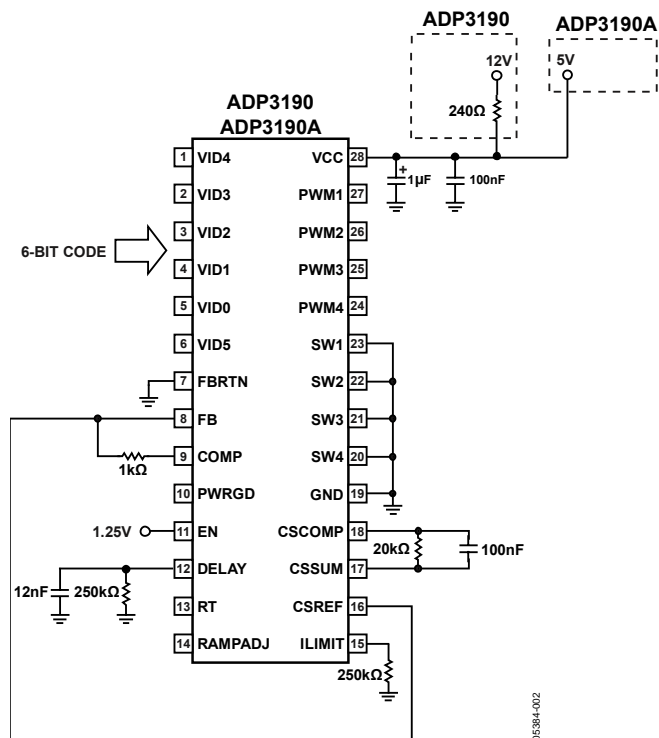 ADP3190
ADP3190A
12V
5V
240Ω
ADP3190
ADP3190A
1 VID4 VCC 28
+
1µF
100nF
2 VID3 PWM1 27
3 VID2 PWM2 26
6-BIT CODE
4 VID1 PWM3 25
5 VID0 PWM4 24
6 VID5 SW1 23
7 FBRTN SW2 22
8 FB SW3 21
9 COMP SW4 20
1kΩ
10 PWRGD GND 19
1.25V
11 EN CSCOMP 18
20kΩ
100nF
12 DELAY CSSUM 17
12nF
250kΩ
13 RT CSREF 16
14 RAMPADJ ILIMIT 15
250kΩ
05384-002